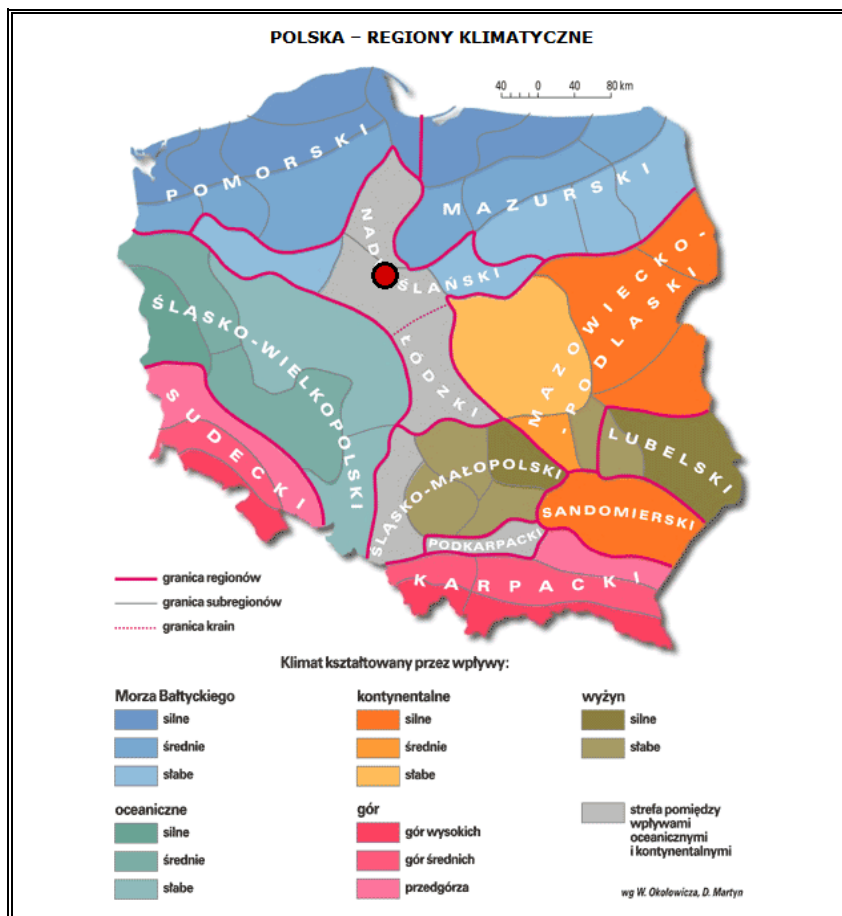 POLSKA – REGIONY KLIMATYCZNE
40 0 40 80 km
POMORSKI
MAZURSKI
NADWIŚLAŃSKI
MAZOWIECKO-
-PODLASKI
ŚLĄSKO-WIELKOPOLSKI
ŁÓDZKI
SUDECKI
LUBELSKI
ŚLĄSKO-MAŁOPOLSKI
SANDOMIERSKI
PODKARPACKI
KARPACKI
granica regionów
granica subregionów
granica krain
Klimat kształtowany przez wpływy:
Morza Bałtyckiego
silne
średnie
słabe
kontynentalne
silne
średnie
słabe
wyżyn
silne
słabe
oceaniczne
silne
średnie
słabe
gór
gór wysokich
gór średnich
przedgórza
strefa pomiędzy
wpływami
oceanicznymi
i kontynentalnymi
wg W. Okołowicza, D. Martyn